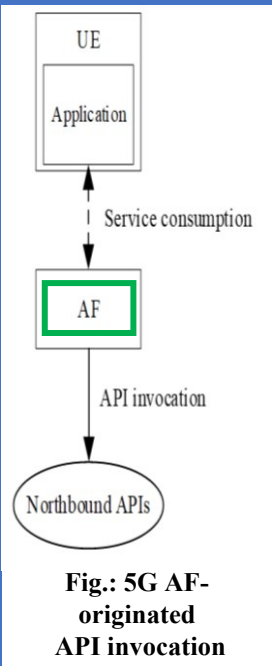 UE
Application
Service consumption
AF
API invocation
Northbound APIs
Fig.: 5G AF-
originated
API invocation